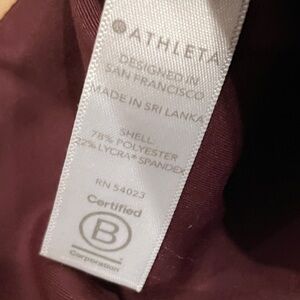 ATHLETA
DESIGNED IN
SAN FRANCISCO
MADE IN SRI LANKA
SHELL:
78% POLYESTER
22% LYCRA® SPANDEX
RN 54023
Certified
B
Corporation